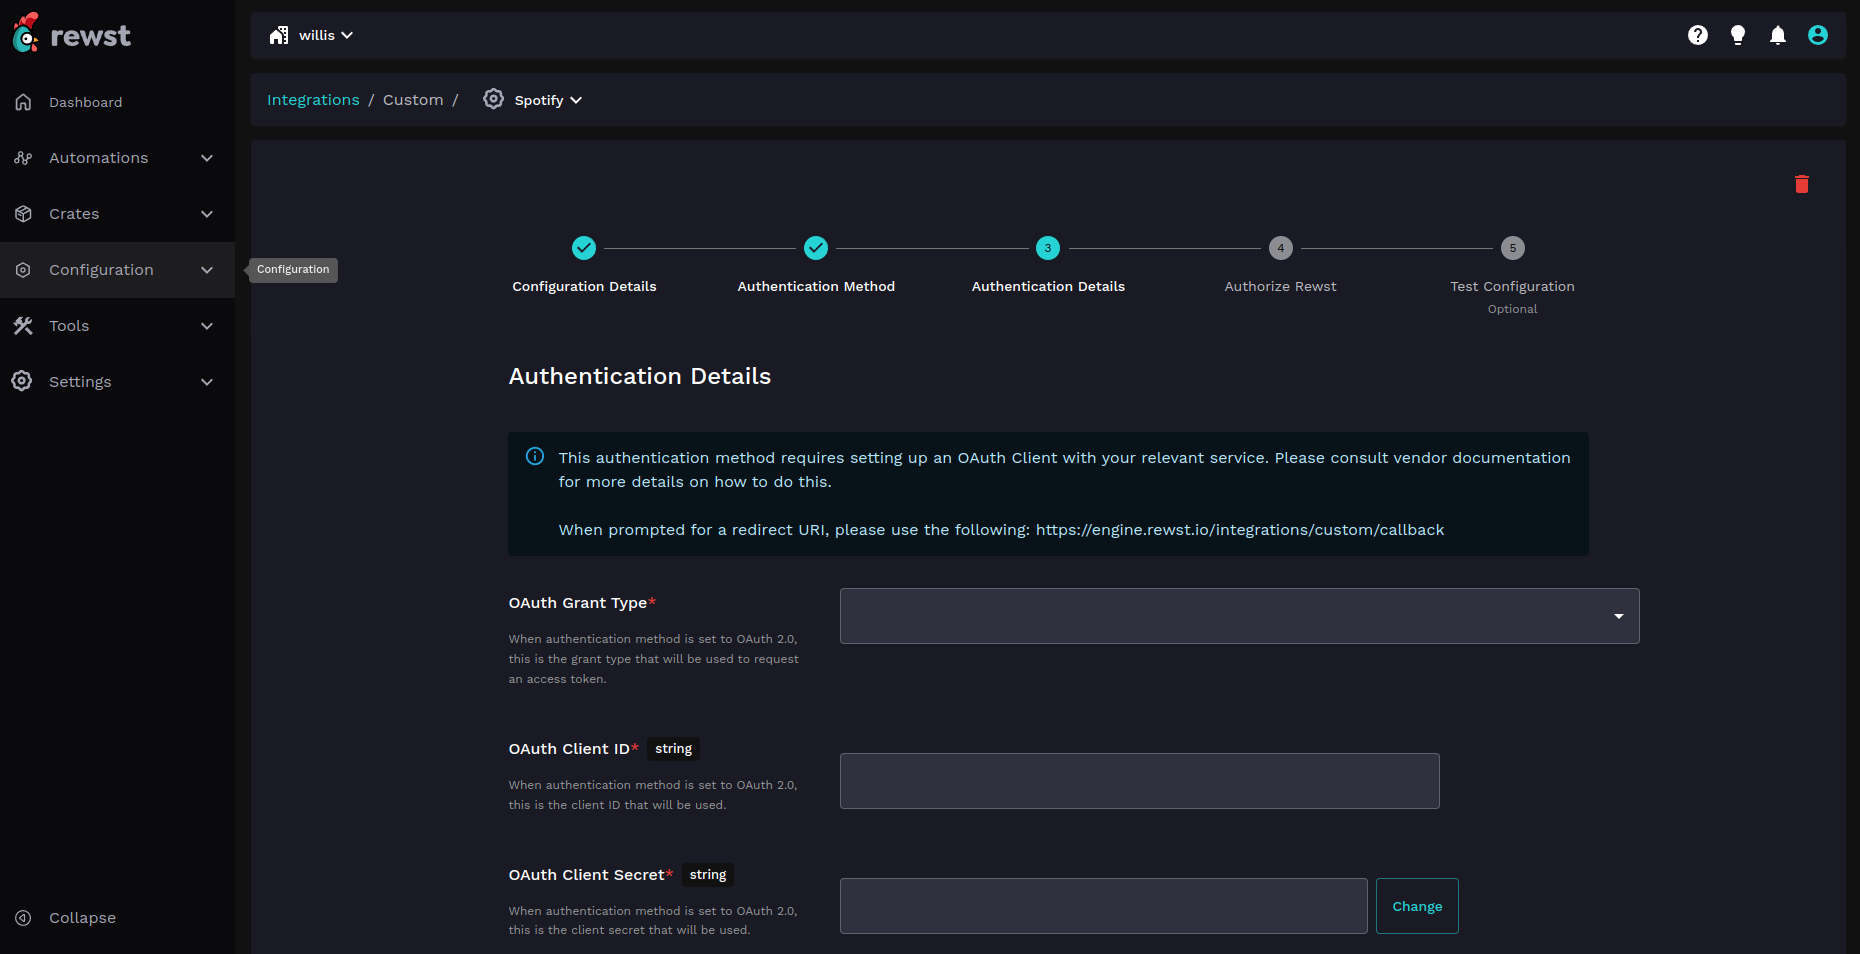 rewst
willis
Integrations / Custom / Spotify
Dashboard
Automations
Crates
Configuration
Configuration
Tools
Settings
Collapse
3
4
5
Configuration Details
Authentication Method
Authentication Details
Authorize Rewst
Test Configuration
Optional
Authentication Details
This authentication method requires setting up an OAuth Client with your relevant service. Please consult vendor documentation
for more details on how to do this.
When prompted for a redirect URI, please use the following: https://engine.rewst.io/integrations/custom/callback
OAuth Grant Type*
When authentication method is set to OAuth 2.0,
this is the grant type that will be used to request
an access token.
OAuth Client ID* string
When authentication method is set to OAuth 2.0,
this is the client ID that will be used.
OAuth Client Secret* string
When authentication method is set to OAuth 2.0,
this is the client secret that will be used.
Change